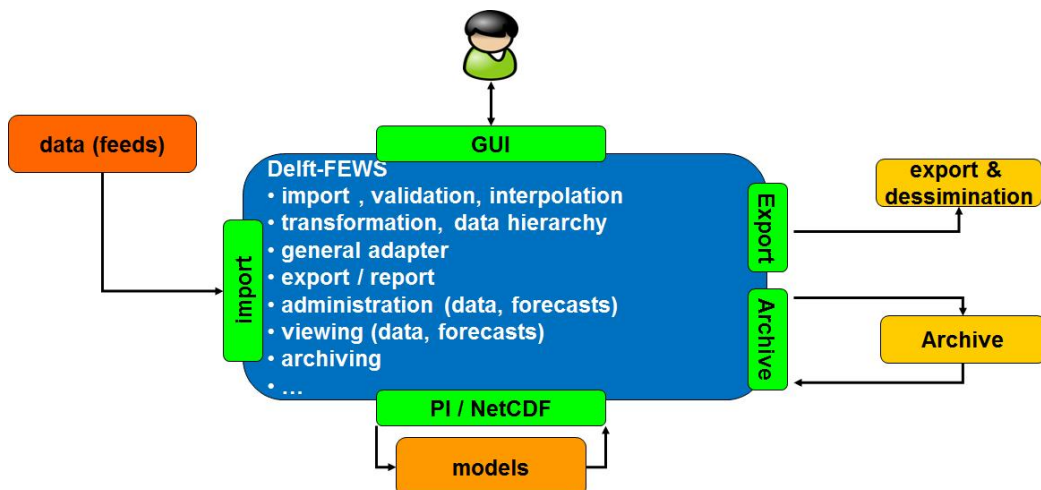 data (feeds)
GUI
Delft-FEWS
• import , validation, interpolation
• transformation, data hierarchy
• general adapter
• export / report
• administration (data, forecasts)
• viewing (data, forecasts)
• archiving
• ...
import
Export
Archive
PI / NetCDF
models
export &
dessimination
Archive